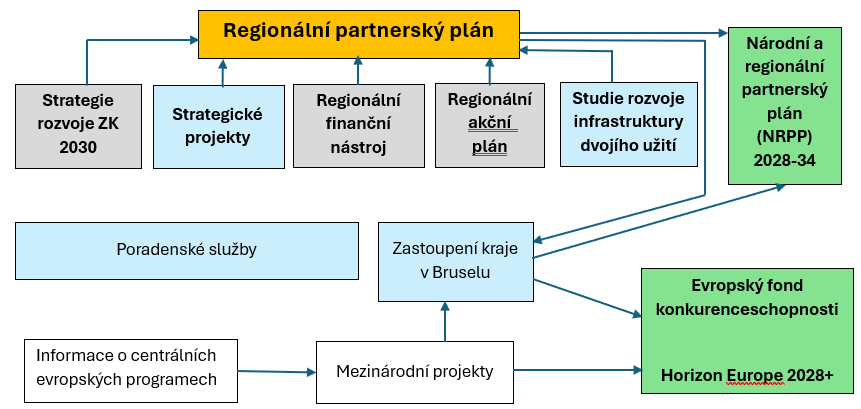 Regionální partnerský plán
Národní a
regionální
partnerský
plán
(NRPP)
2028-34
Strategie
rozvoje ZK
2030
Strategické
projekty
Regionální
finanční
nástroj
Regionální
akční
plán
Studie rozvoje
infrastruktury
dvojího užití
Poradenské služby
Zastoupení kraje
v Bruselu
Evropský fond
konkurenceschopnosti
Horizon Europe 2028+
Informace o centrálních
evropských programech
Mezinárodní projekty